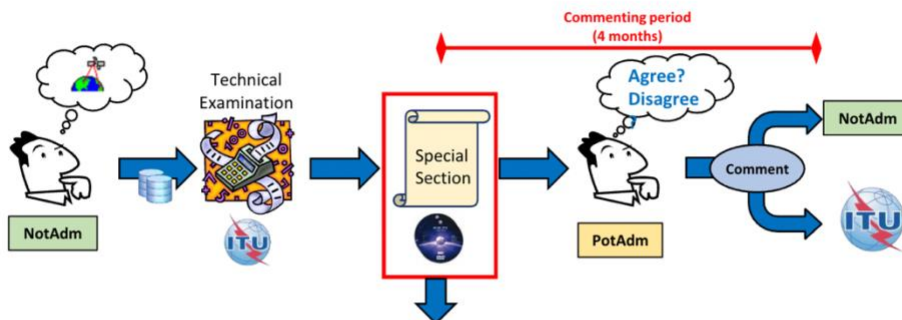 Commenting period
(4 months)
Technical
Examination
Agree?
Disagree
?
Special
Section
NotAdm
Comment
NotAdm
ITU
PotAdm
ITU